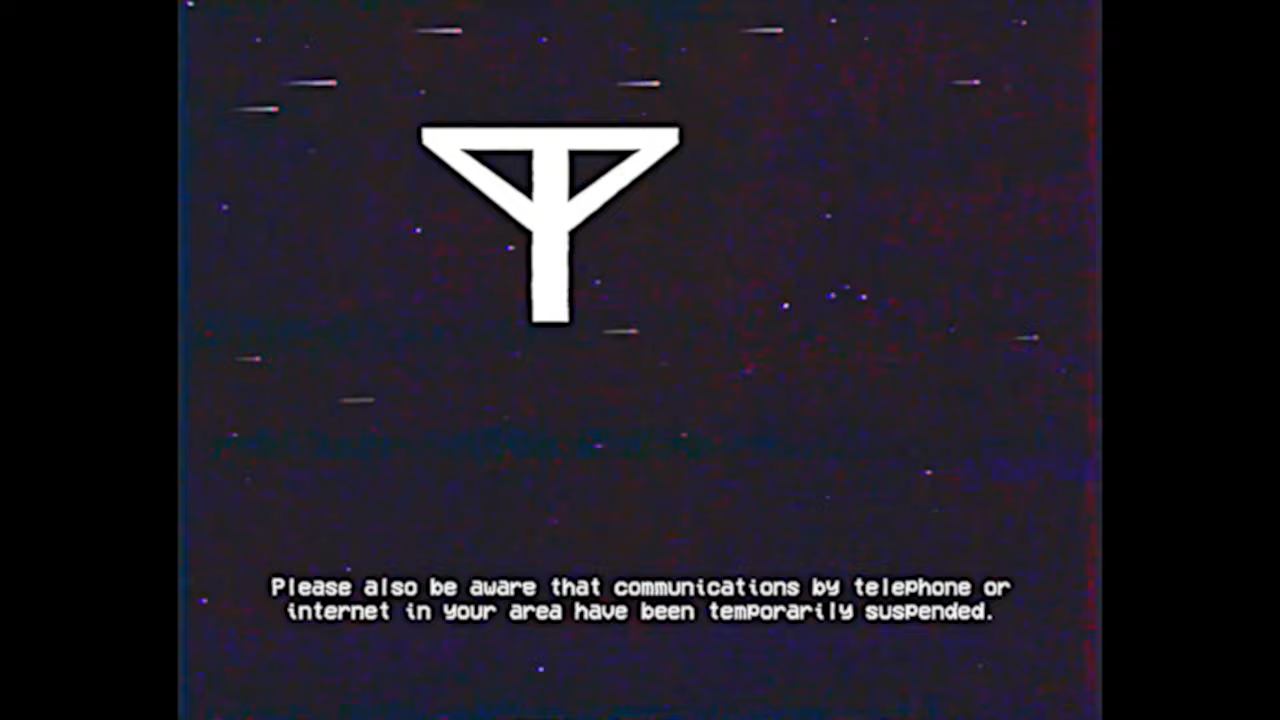 Please also be aware that communications by telephone or
internet in your area have been temporarily suspended.